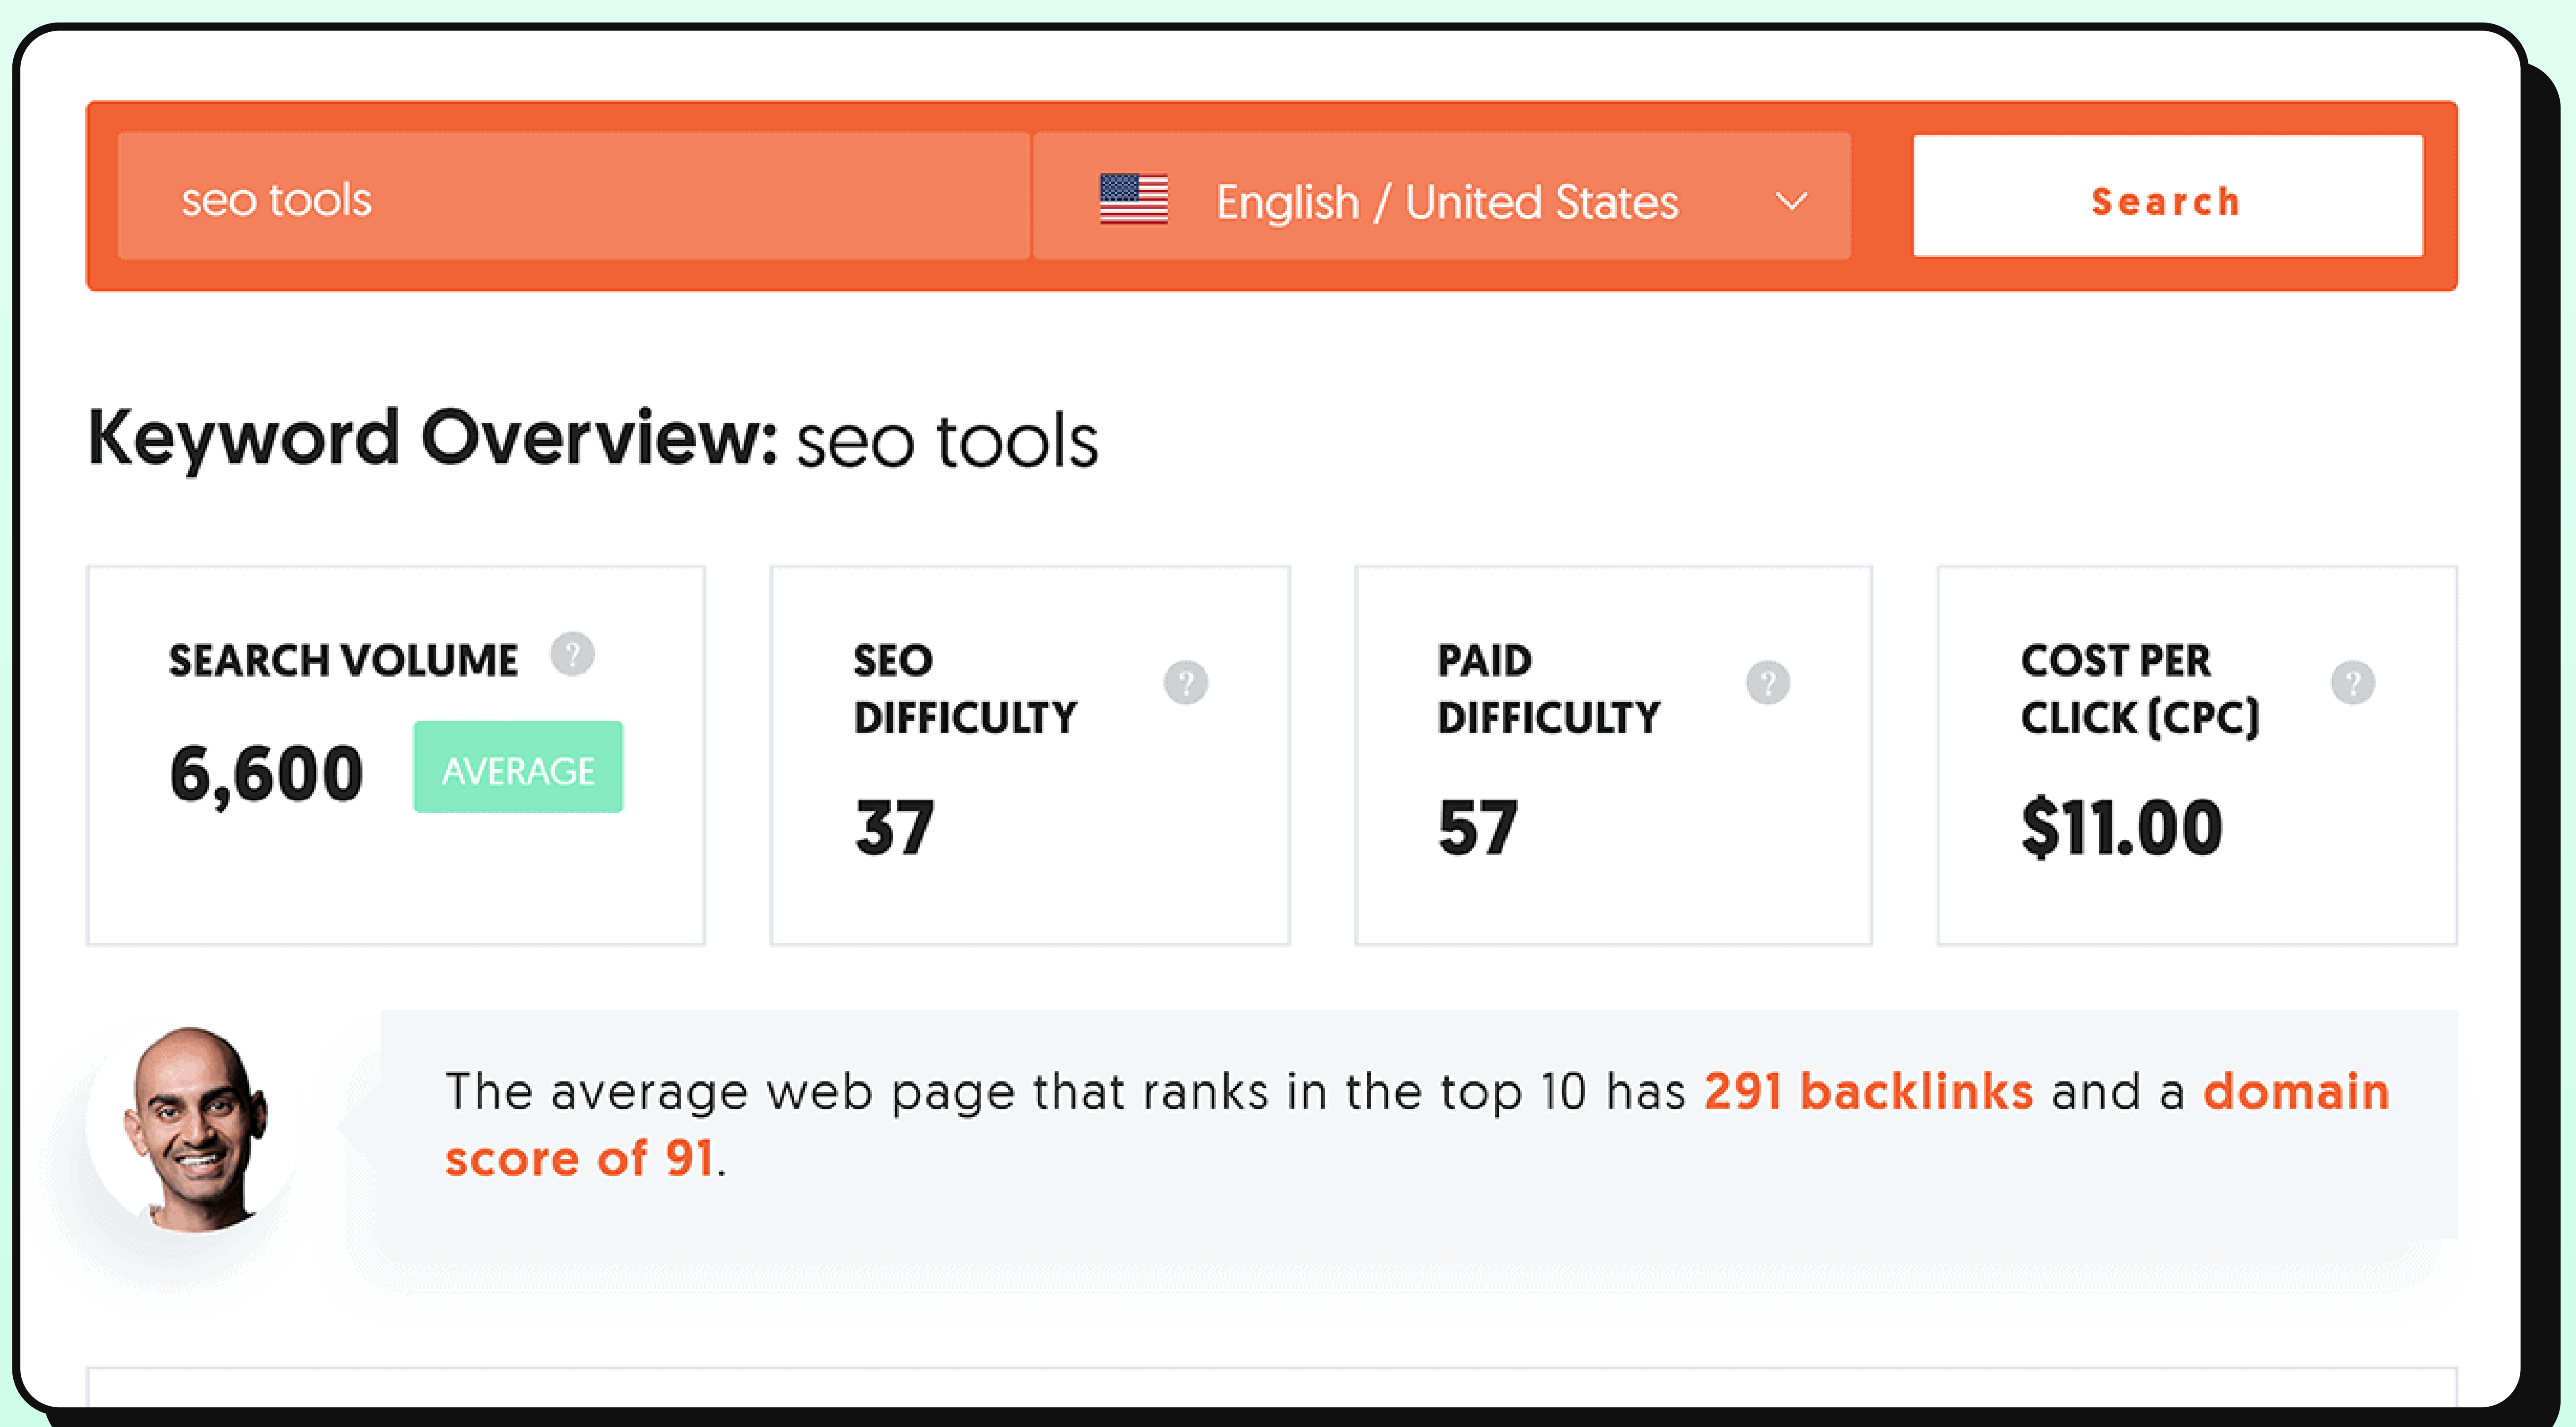 seo tools
English / United States
Search
Keyword Overview: seo tools
SEARCH VOLUME ?
6,600 AVERAGE
SEO
DIFFICULTY
?
37
PAID
DIFFICULTY
?
57
COST PER
CLICK (CPC)
?
$11.00
The average web page that ranks in the top 10 has 291 backlinks and a domain
score of 91.